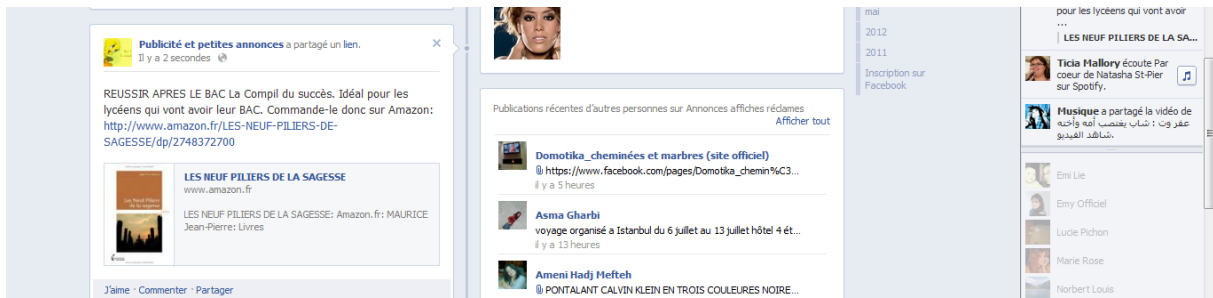 Publicité et petites annonces a partagé un lien.
Il y a 2 secondes
REUSSIR APRES LE BAC La Compil du succès. Idéal pour les
lycéens qui vont avoir leur BAC. Commande-le donc sur Amazon:
http://www.amazon.fr/LES-NEUF-PILIERS-DE-
SAGESSE/dp/2748372700
Les Neuf Piliers
de la sagesse
LES NEUF PILIERS DE LA SAGESSE
www.amazon.fr
LES NEUF PILIERS DE LA SAGESSE: Amazon.fr: MAURICE
Jean-Pierre: Livres
J'aime · Commenter · Partager
Publications récentes d'autres personnes sur Annonces affiches réclames
Afficher tout
Domotika_cheminées et marbres (site officiel)
https://www.facebook.com/pages/Domotika_chemin%C3...
il y a 5 heures
Asma Gharbi
voyage organisé a Istanbul du 6 juillet au 13 juillet hôtel 4 ét...
il y a 13 heures
Ameni Hadj Mefteh
PONTALANT CALVIN KLEIN EN TROIS COULEURES NOIRE...
mai
2012
2011
Inscription sur
Facebook
pour les lycéens qui vont avoir
...
LES NEUF PILIERS DE LA SA...
Ticia Mallory écoute Par
coeur de Natasha St-Pier
sur Spotify.
Musique a partagé la vidéo de
عفر وت : شاب يغتصب أمه وأخته
شاهد الفيديو.
Emi Lie
Emy Officiel
Lucie Pichon
Marie Rose
Norbert Louis